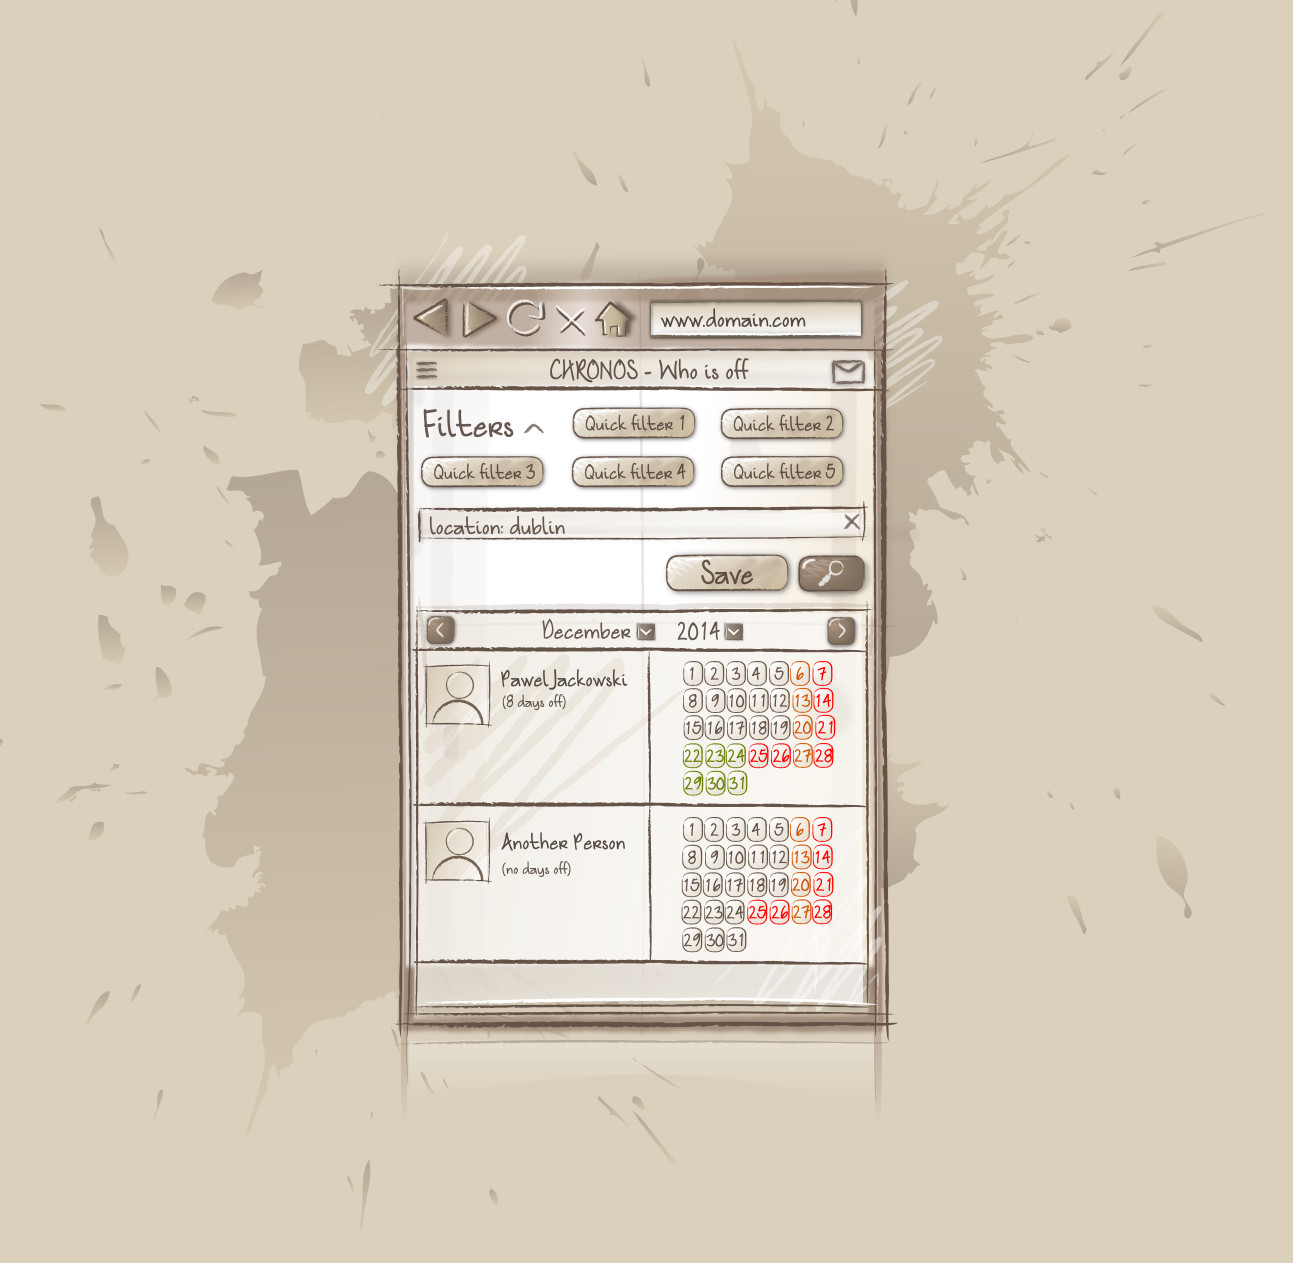 www.domain.com
CHRONOS - Who is off
Filters Quick filter 1 Quick filter 2
Quick filter 3 Quick filter 4 Quick filter 5
location: dublin
Save
December 2014
Pawel Jackowski
(8 days off)
1 2 3 4 5 6 7
8 9 10 11 12 13 14
15 16 17 18 19 20 21
22 23 24 25 26 27 28
29 30 31
Another Person
(no days off)
1 2 3 4 5 6 7
8 9 10 11 12 13 14
15 16 17 18 19 20 21
22 23 24 25 26 27 28
29 30 31